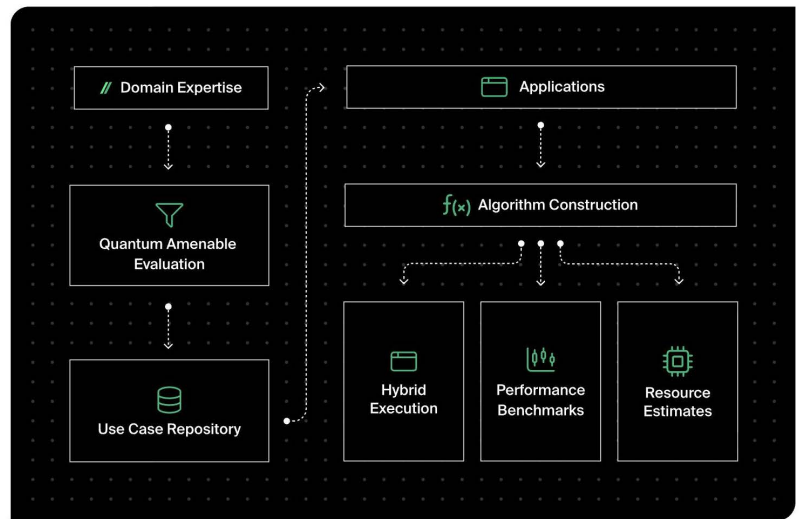 Domain Expertise
Quantum Amenable
Evaluation
Use Case Repository
Applications
f(x) Algorithm Construction
Hybrid
Execution
Performance
Benchmarks
Resource
Estimates